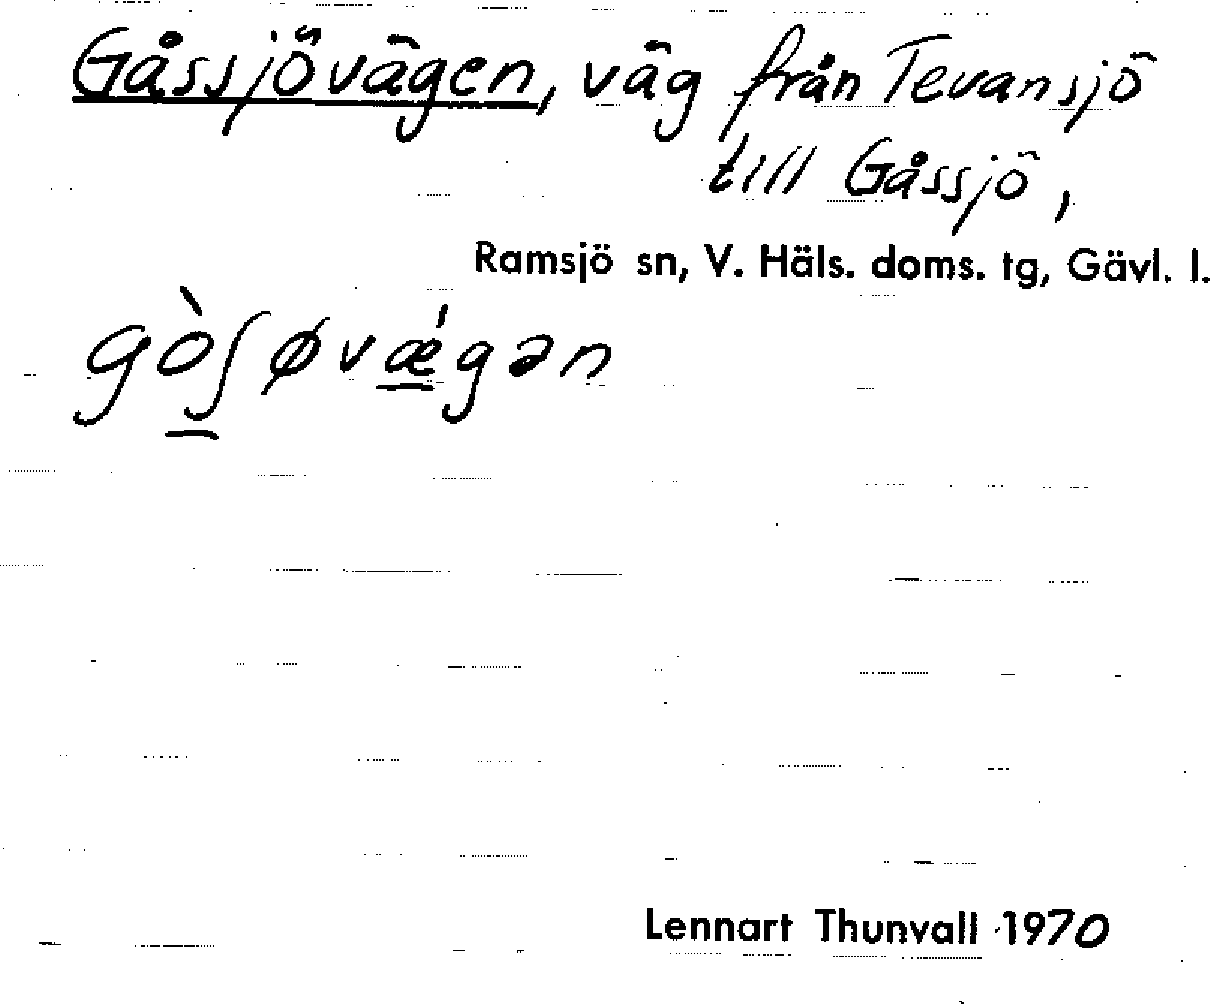 Gåssjövägen, väg från Tevansjö
till Gåssjö,
Ramsjö sn, V. Häls. doms. tg, Gävl. l.
gòʃøvǽgən
Lennart Thunvall 1970